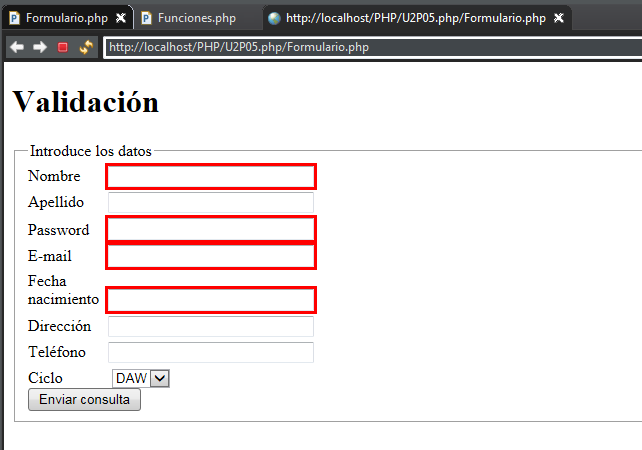 Formulario.php Funciones.php http://localhost/PHP/U2P05.php/Formulario.php
http://localhost/PHP/U2P05.php/Formulario.php
Validación
Introduce los datos
Nombre
Apellido
Password
E-mail
Fecha
nacimiento
Dirección
Teléfono
Ciclo DAW
Enviar consulta